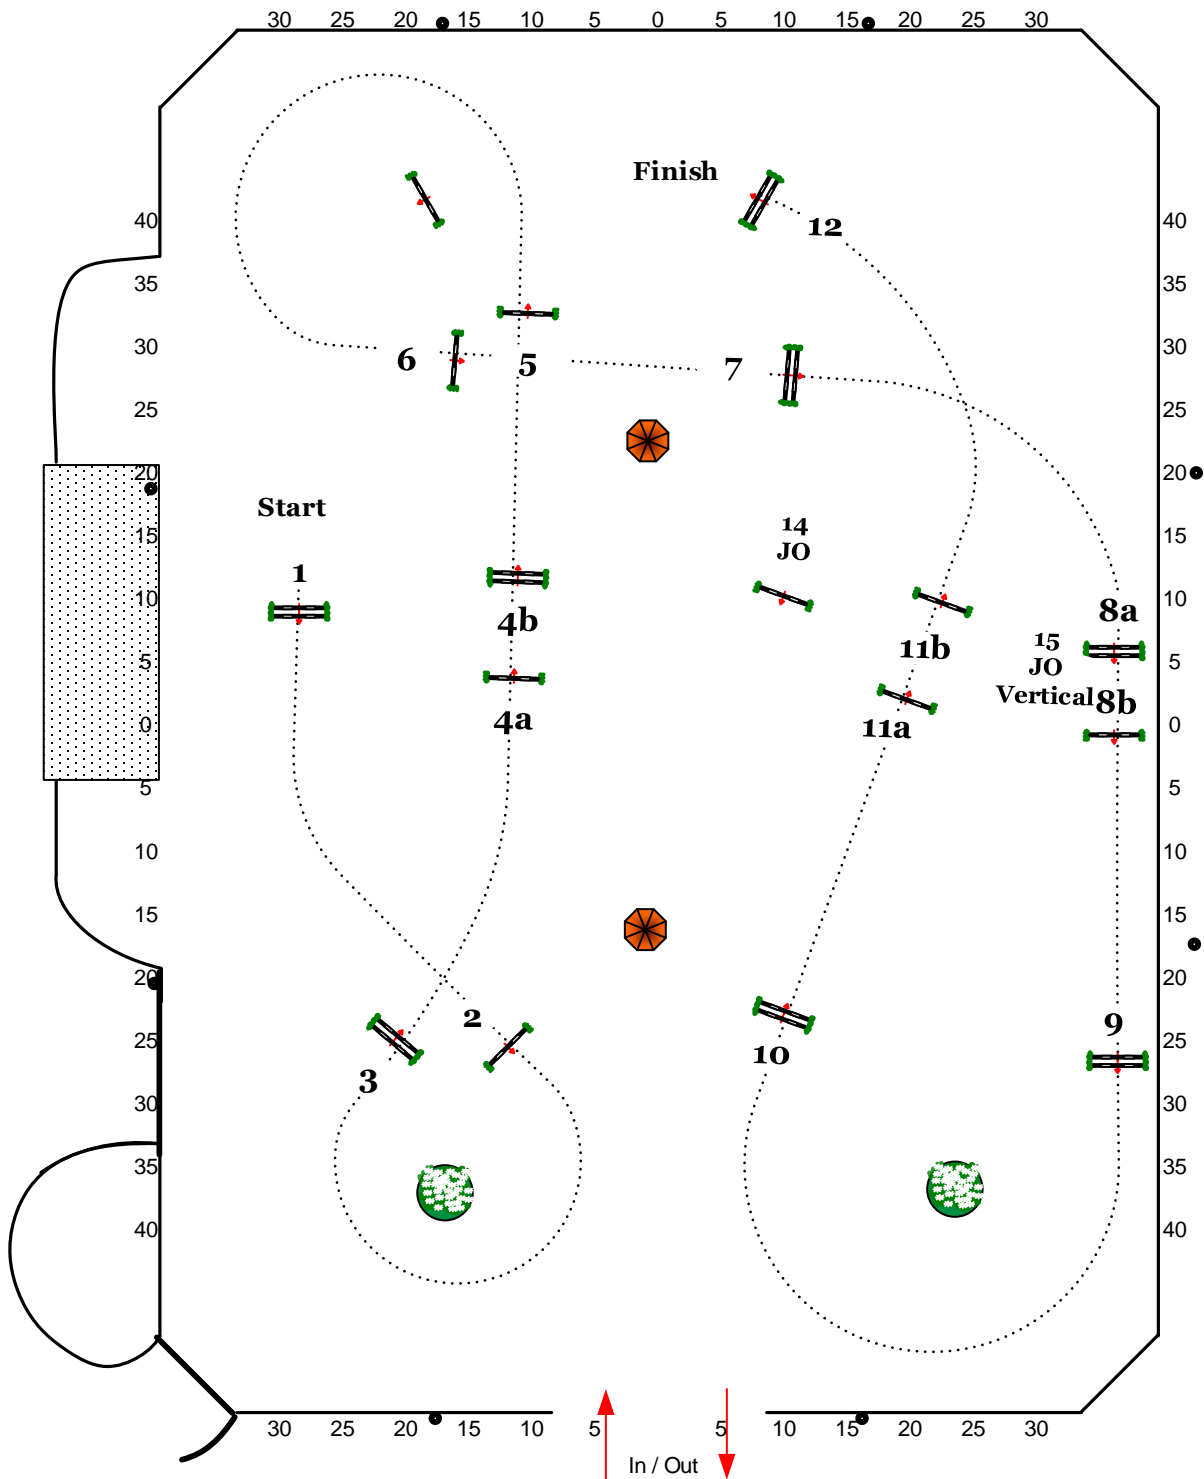 30 25 20 15 10 5 0 5 10 15 20 25 30
Finish
40 12 40
35 35
30 6 5 7 30
25 25
20 20
Start
15 14 15
JO
1
10 4b 8a 10
11b 15
5 JO 5
Vertical 8b
0 4a 11a 0
5 5
10 10
15 15
20 20
2 9
25 10 25
3
30 30
35 35
40 40
30 25 20 15 10 5 5 10 15 20 25 30
In / Out